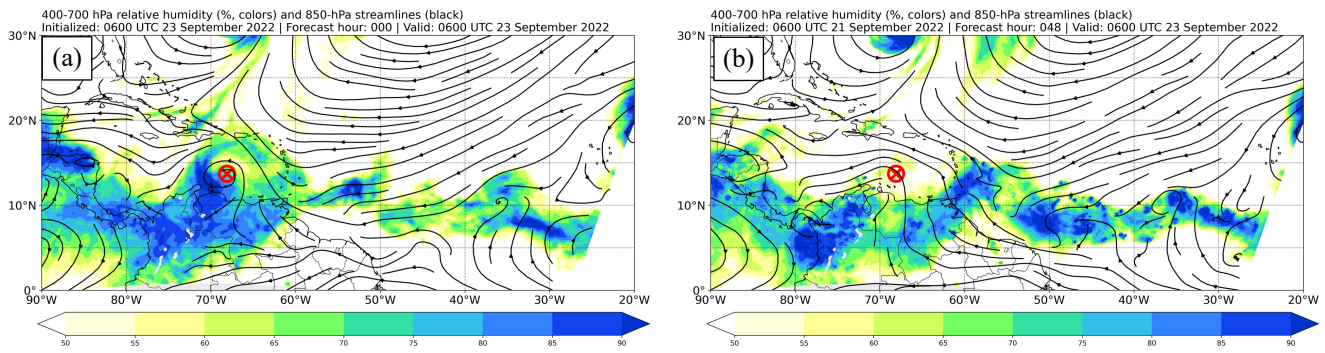 400-700 hPa relative humidity (%, colors) and 850-hPa streamlines (black)
Initialized: 0600 UTC 23 September 2022 | Forecast hour: 000 | Valid: 0600 UTC 23 September 2022
(a)
30°N
20°N
10°N
0°
90°W 80°W 70°W 60°W 50°W 40°W 30°W 20°W
50 55 60 65 70 75 80 85 90
400-700 hPa relative humidity (%, colors) and 850-hPa streamlines (black)
Initialized: 0600 UTC 21 September 2022 | Forecast hour: 048 | Valid: 0600 UTC 23 September 2022
(b)
30°N
20°N
10°N
0°
90°W 80°W 70°W 60°W 50°W 40°W 30°W 20°W
50 55 60 65 70 75 80 85 90